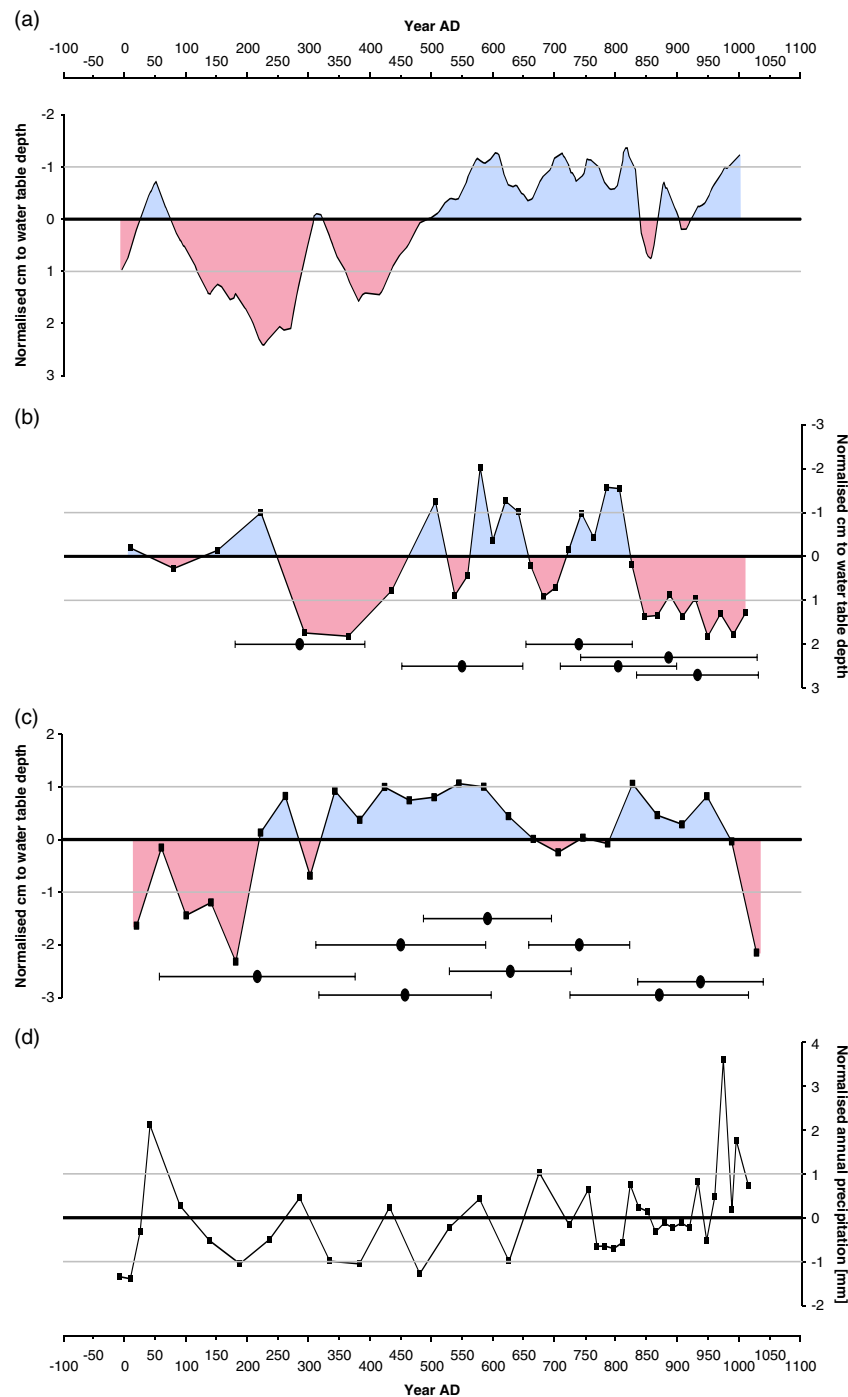 (a)
Year AD
-100 0 100 200 300 400 500 600 700 800 900 1000 1100
-50 50 150 250 350 450 550 650 750 850 950 1050
Normalised cm to water table depth
-2
-1
0
1
2
3
(b)
-3
-2
-1
0
1
2
3
Normalised cm to water table depth
(c)
Normalised cm to water table depth
2
1
0
-1
-2
-3
(d)
4
3
2
1
0
-1
-2
Normalised annual precipitation [mm]
-50 50 150 250 350 450 550 650 750 850 950 1050
-100 0 100 200 300 400 500 600 700 800 900 1000 1100
Year AD